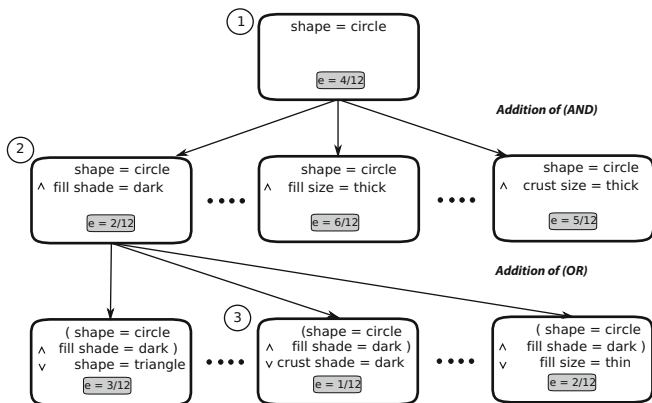 1
shape = circle
e = 4/12
Addition of (AND)
2
shape = circle
∧ fill shade = dark
e = 2/12
shape = circle
∧ fill size = thick
e = 6/12
shape = circle
∧ crust size = thick
e = 5/12
Addition of (OR)
( shape = circle
∧ fill shade = dark )
∨ shape = triangle
e = 3/12
3
(shape = circle
∧ fill shade = dark )
∨ crust shade = dark
e = 1/12
( shape = circle
∧ fill shade = dark )
∨ fill size = thin
e = 2/12